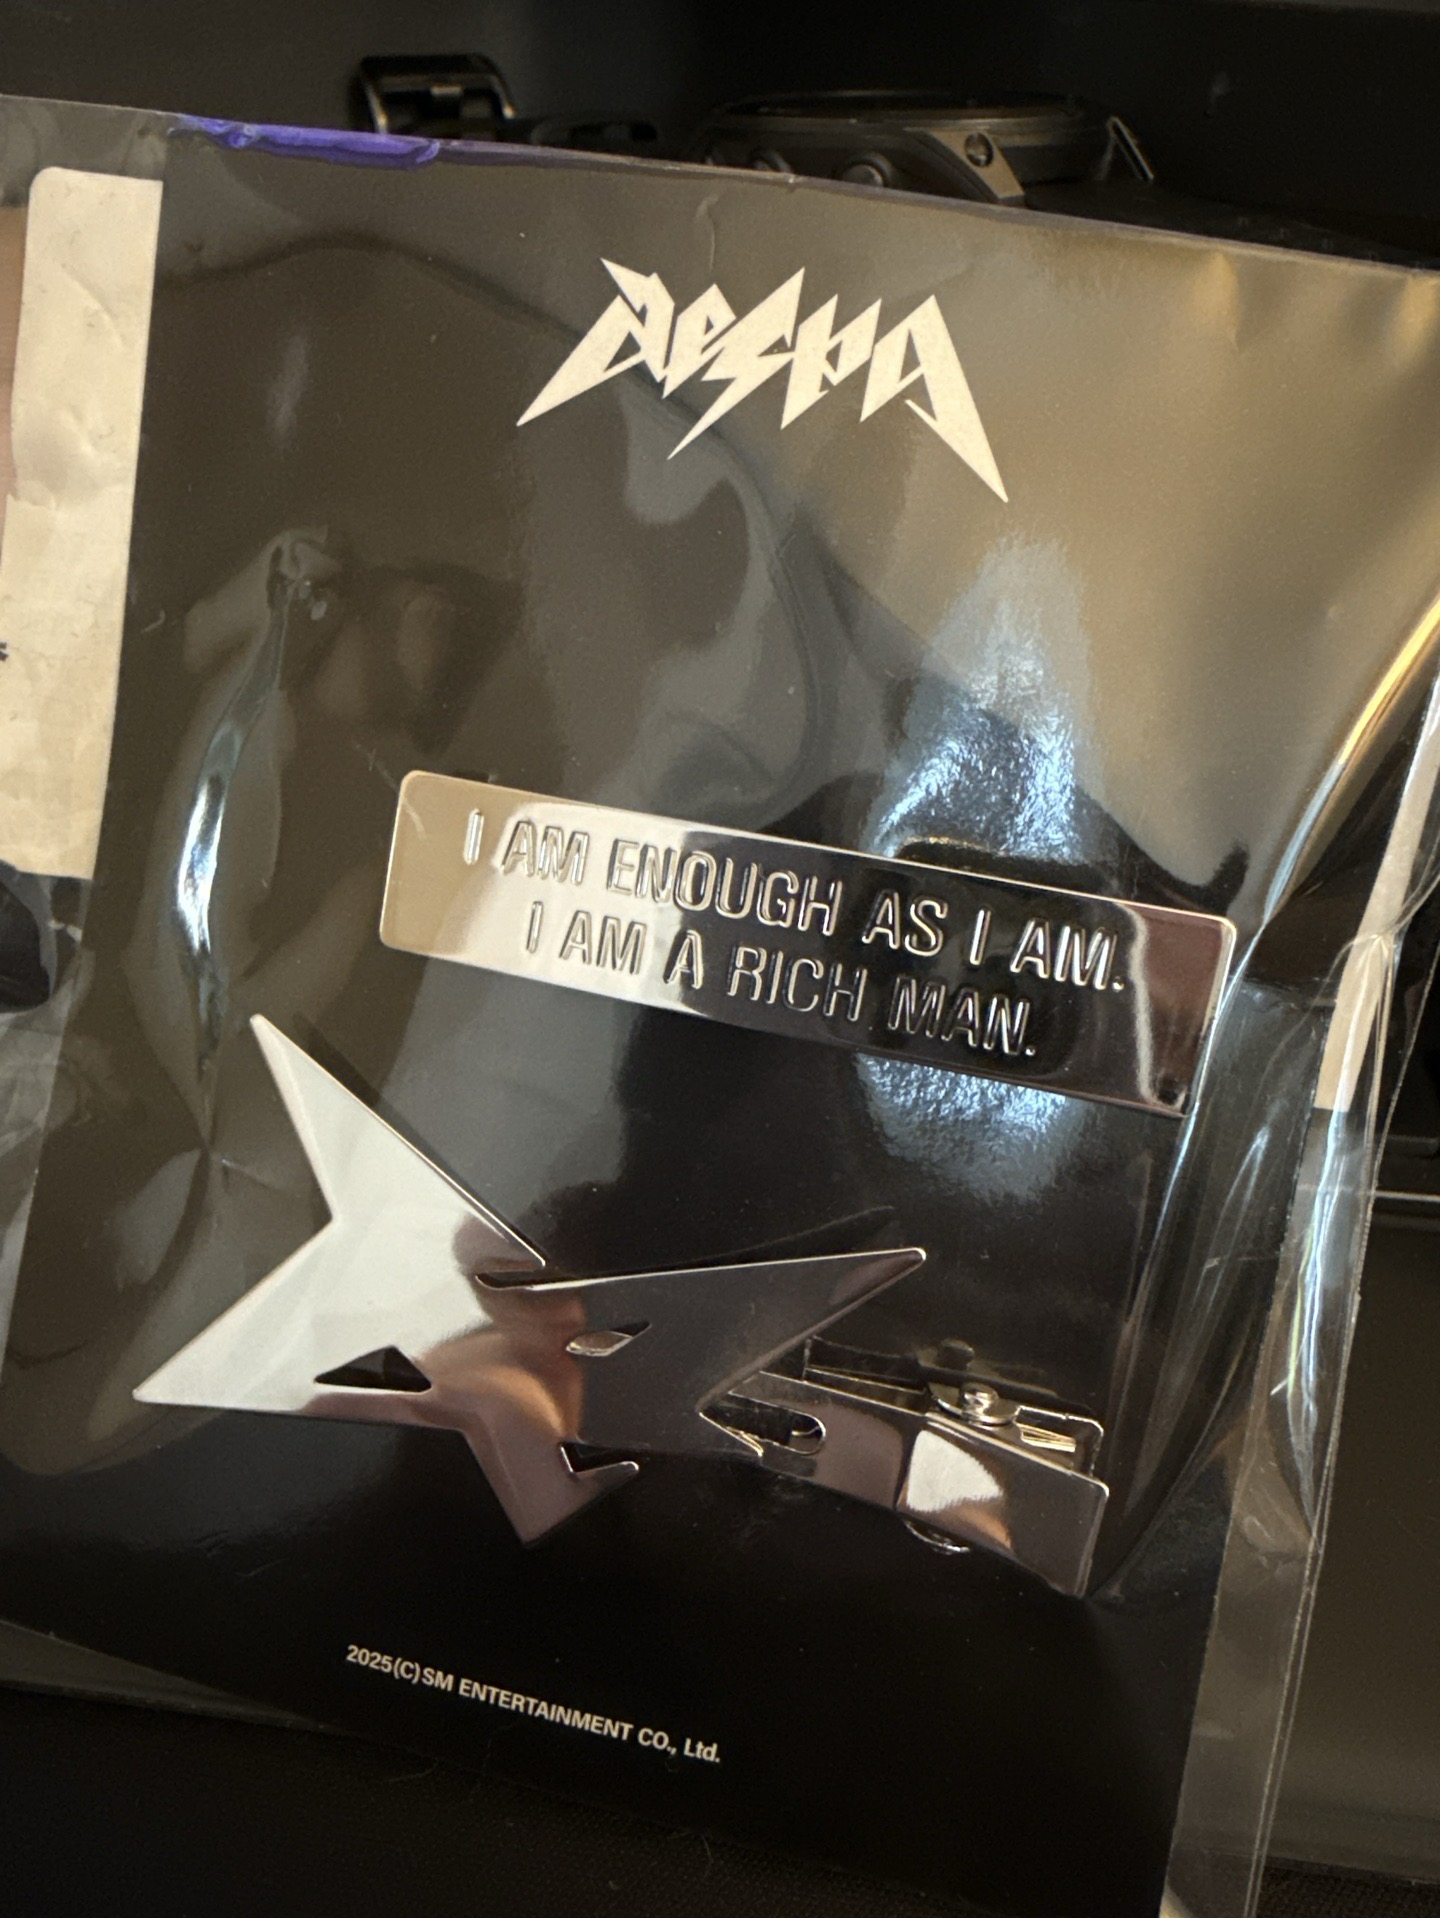 aespa
I AM ENOUGH AS I AM.
I AM A RICH MAN.
2025(C)SM ENTERTAINMENT CO., Ltd.